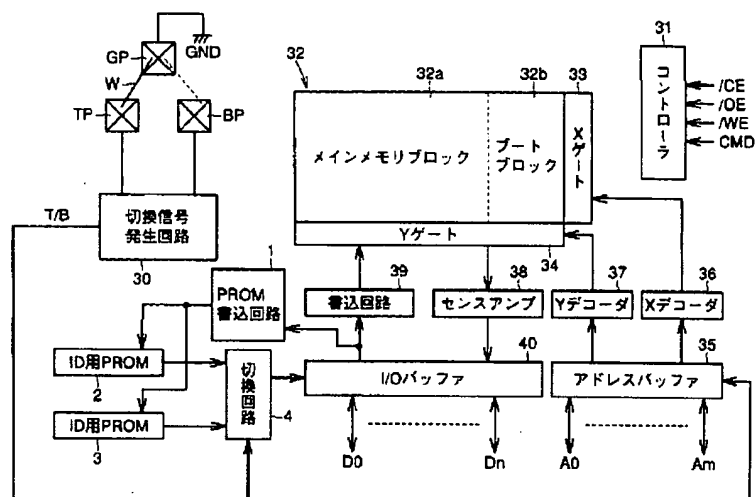 GP
GND
W
TP
BP
T/B
切換信号
発生回路
30
32
32a
32b
33
メインメモリブロック
ブート
ブロック
Xゲート
Yゲート
34
31
コントローラ
/CE
/OE
/WE
CMD
1
PROM
書込回路
39
書込回路
38
センスアンプ
37
Yデコーダ
36
Xデコーダ
ID用PROM
2
ID用PROM
3
切換回路
4
40
I/Oバッファ
35
アドレスバッファ
D0
Dn
A0
Am